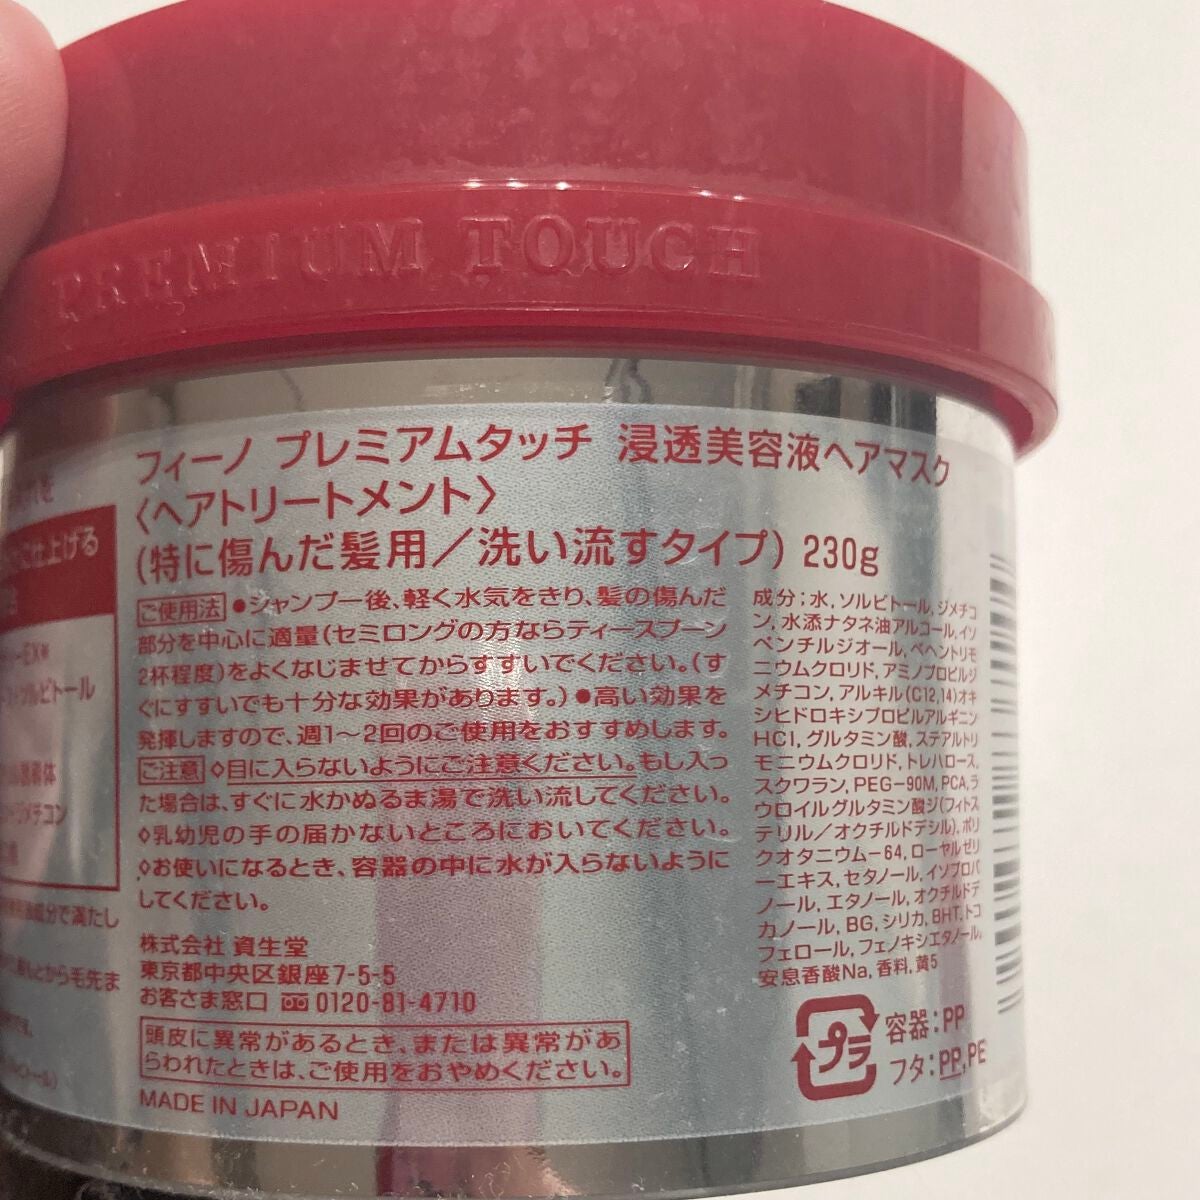 PREMIUM TOUCH
フィーノ プレミアムタッチ 浸透美容液ヘアマスク
〈ヘアトリートメント〉
(特に傷んだ髪用／洗い流すタイプ) 230g
ご使用法 ●シャンプー後、軽く水気をきり、髪の傷んだ
部分を中心に適量(セミロングの方ならティースプーン
2杯程度)をよくなじませてからすすいでください。(す
ぐにすすいでも十分な効果があります。)●高い効果を
発揮しますので、週1～2回のご使用をおすすめします。
ご注意 ◇目に入らないようにご注意ください。もし入っ
た場合は、すぐに水かぬるま湯で洗い流してください。
◇乳幼児の手の届かないところにおいてください。
◇お使いになるとき、容器の中に水が入らないように
してください。
株式会社 資生堂
東京都中央区銀座7-5-5
お客さま窓口 0120-81-4710
頭皮に異常があるとき、または異常があ
らわれたときは、ご使用をおやめください。
MADE IN JAPAN
成分：水，ソルビトール，ジメチコ
ン，水添ナタネ油アルコール，イソ
ペンチルジオール，ベヘントリモ
ニウムクロリド，アミノプロピルジ
メチコン，アルキル(C12,14)オキ
シヒドロキシプロピルアルギニン
HCl，グルタミン酸，ステアルトリ
モニウムクロリド，トレハロース，
スクワラン，PEG-90M，PCA，ラ
ウロイルグルタミン酸ジ(フィトス
テリル／オクチルドデシル)，ポリ
クオタニウム-64，ローヤルゼリ
ーエキス，セタノール，イソプロパ
ノール，エタノール，オクチルドデ
カノール，BG，シリカ，BHT，トコ
フェロール，フェノキシエタノール，
安息香酸Na，香料，黄5
プラ
容器：PP
フタ：PP,PE
仕上げる
EX*
ソルビトール
ジメチコン
成分で満たし
から毛先ま